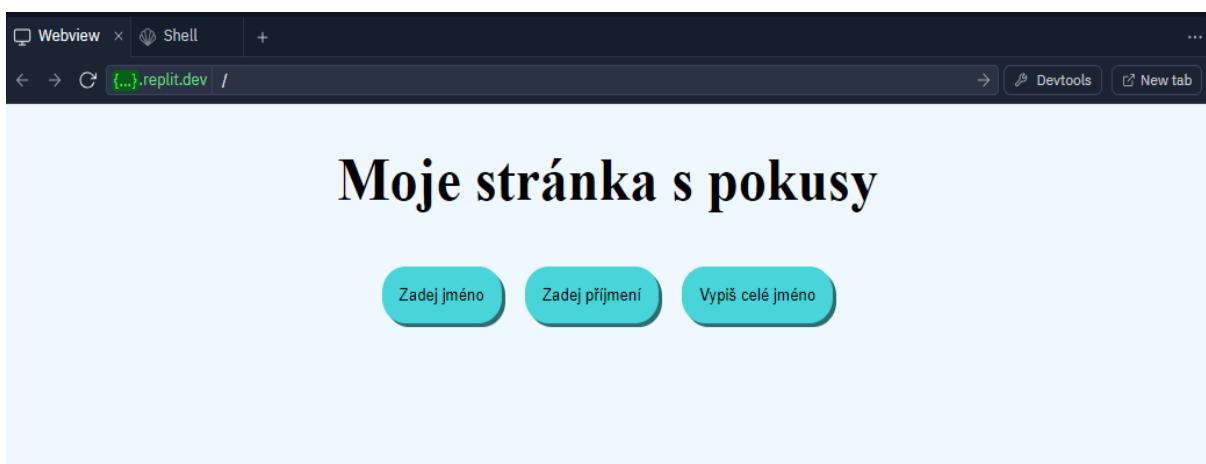 Webview × Shell +
{...}.replit.dev / Devtools New tab
Moje stránka s pokusy
Zadej jméno Zadej příjmení Vypiš celé jméno